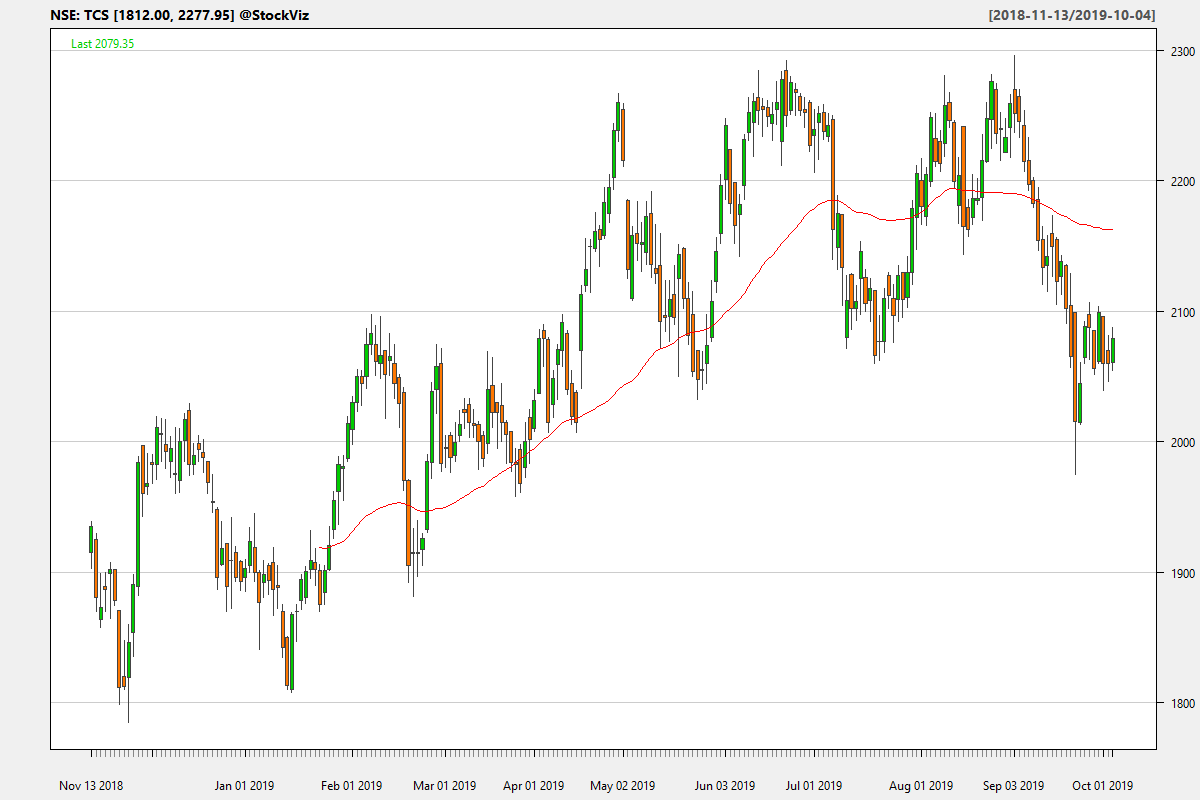 NSE: TCS [1812.00, 2277.95] @StockViz [2018-11-13/2019-10-04]
Last 2079.35
2300
2200
2100
2000
1900
1800
Nov 13 2018 Jan 01 2019 Feb 01 2019 Mar 01 2019 Apr 01 2019 May 02 2019 Jun 03 2019 Jul 01 2019 Aug 01 2019 Sep 03 2019 Oct 01 2019